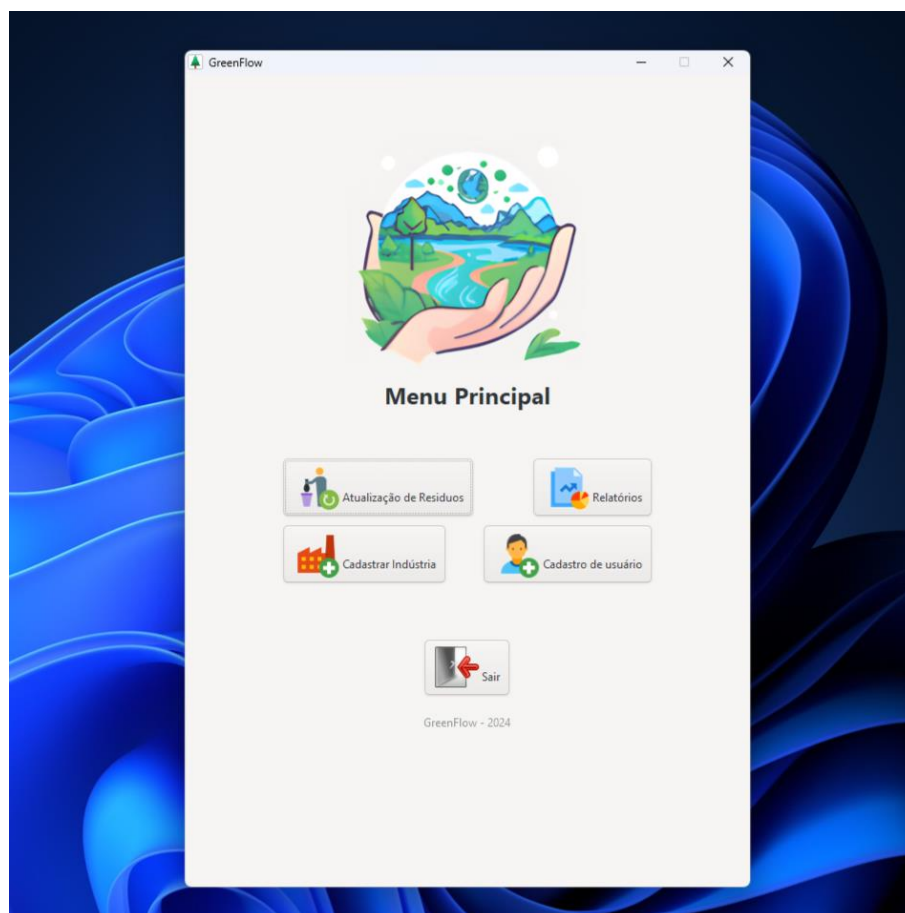 GreenFlow
Menu Principal
Atualização de Residuos
Relatórios
Cadastrar Indústria
Cadastro de usuário
Sair
GreenFlow - 2024